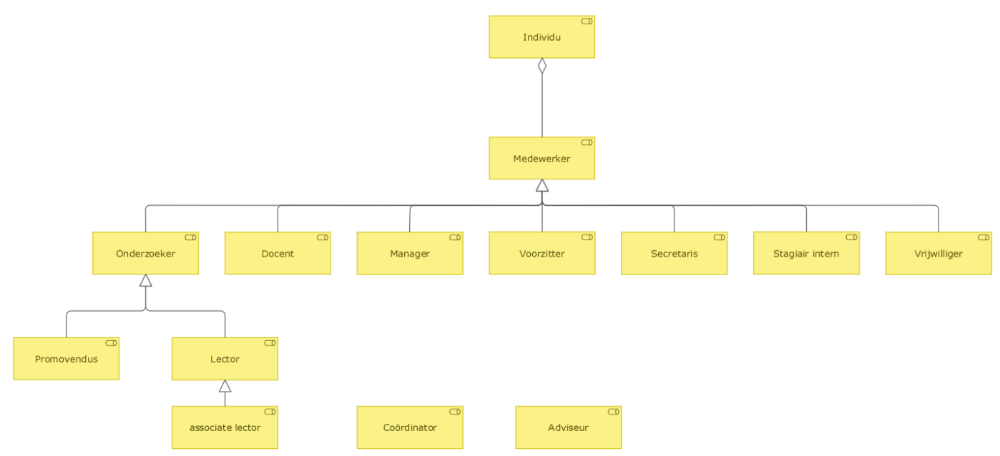 Individu
Medewerker
Onderzoeker
Docent
Manager
Voorzitter
Secretaris
Stagiair intern
Vrijwilliger
Promovendus
Lector
associate lector
Coördinator
Adviseur